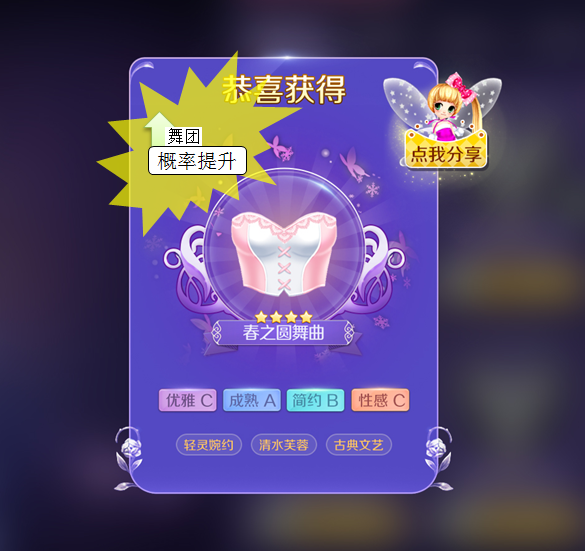 恭喜获得
舞团
概率提升
点我分享
春之圆舞曲
优雅 C
成熟 A
简约 B
性感 C
轻灵婉约
清水芙蓉
古典文艺